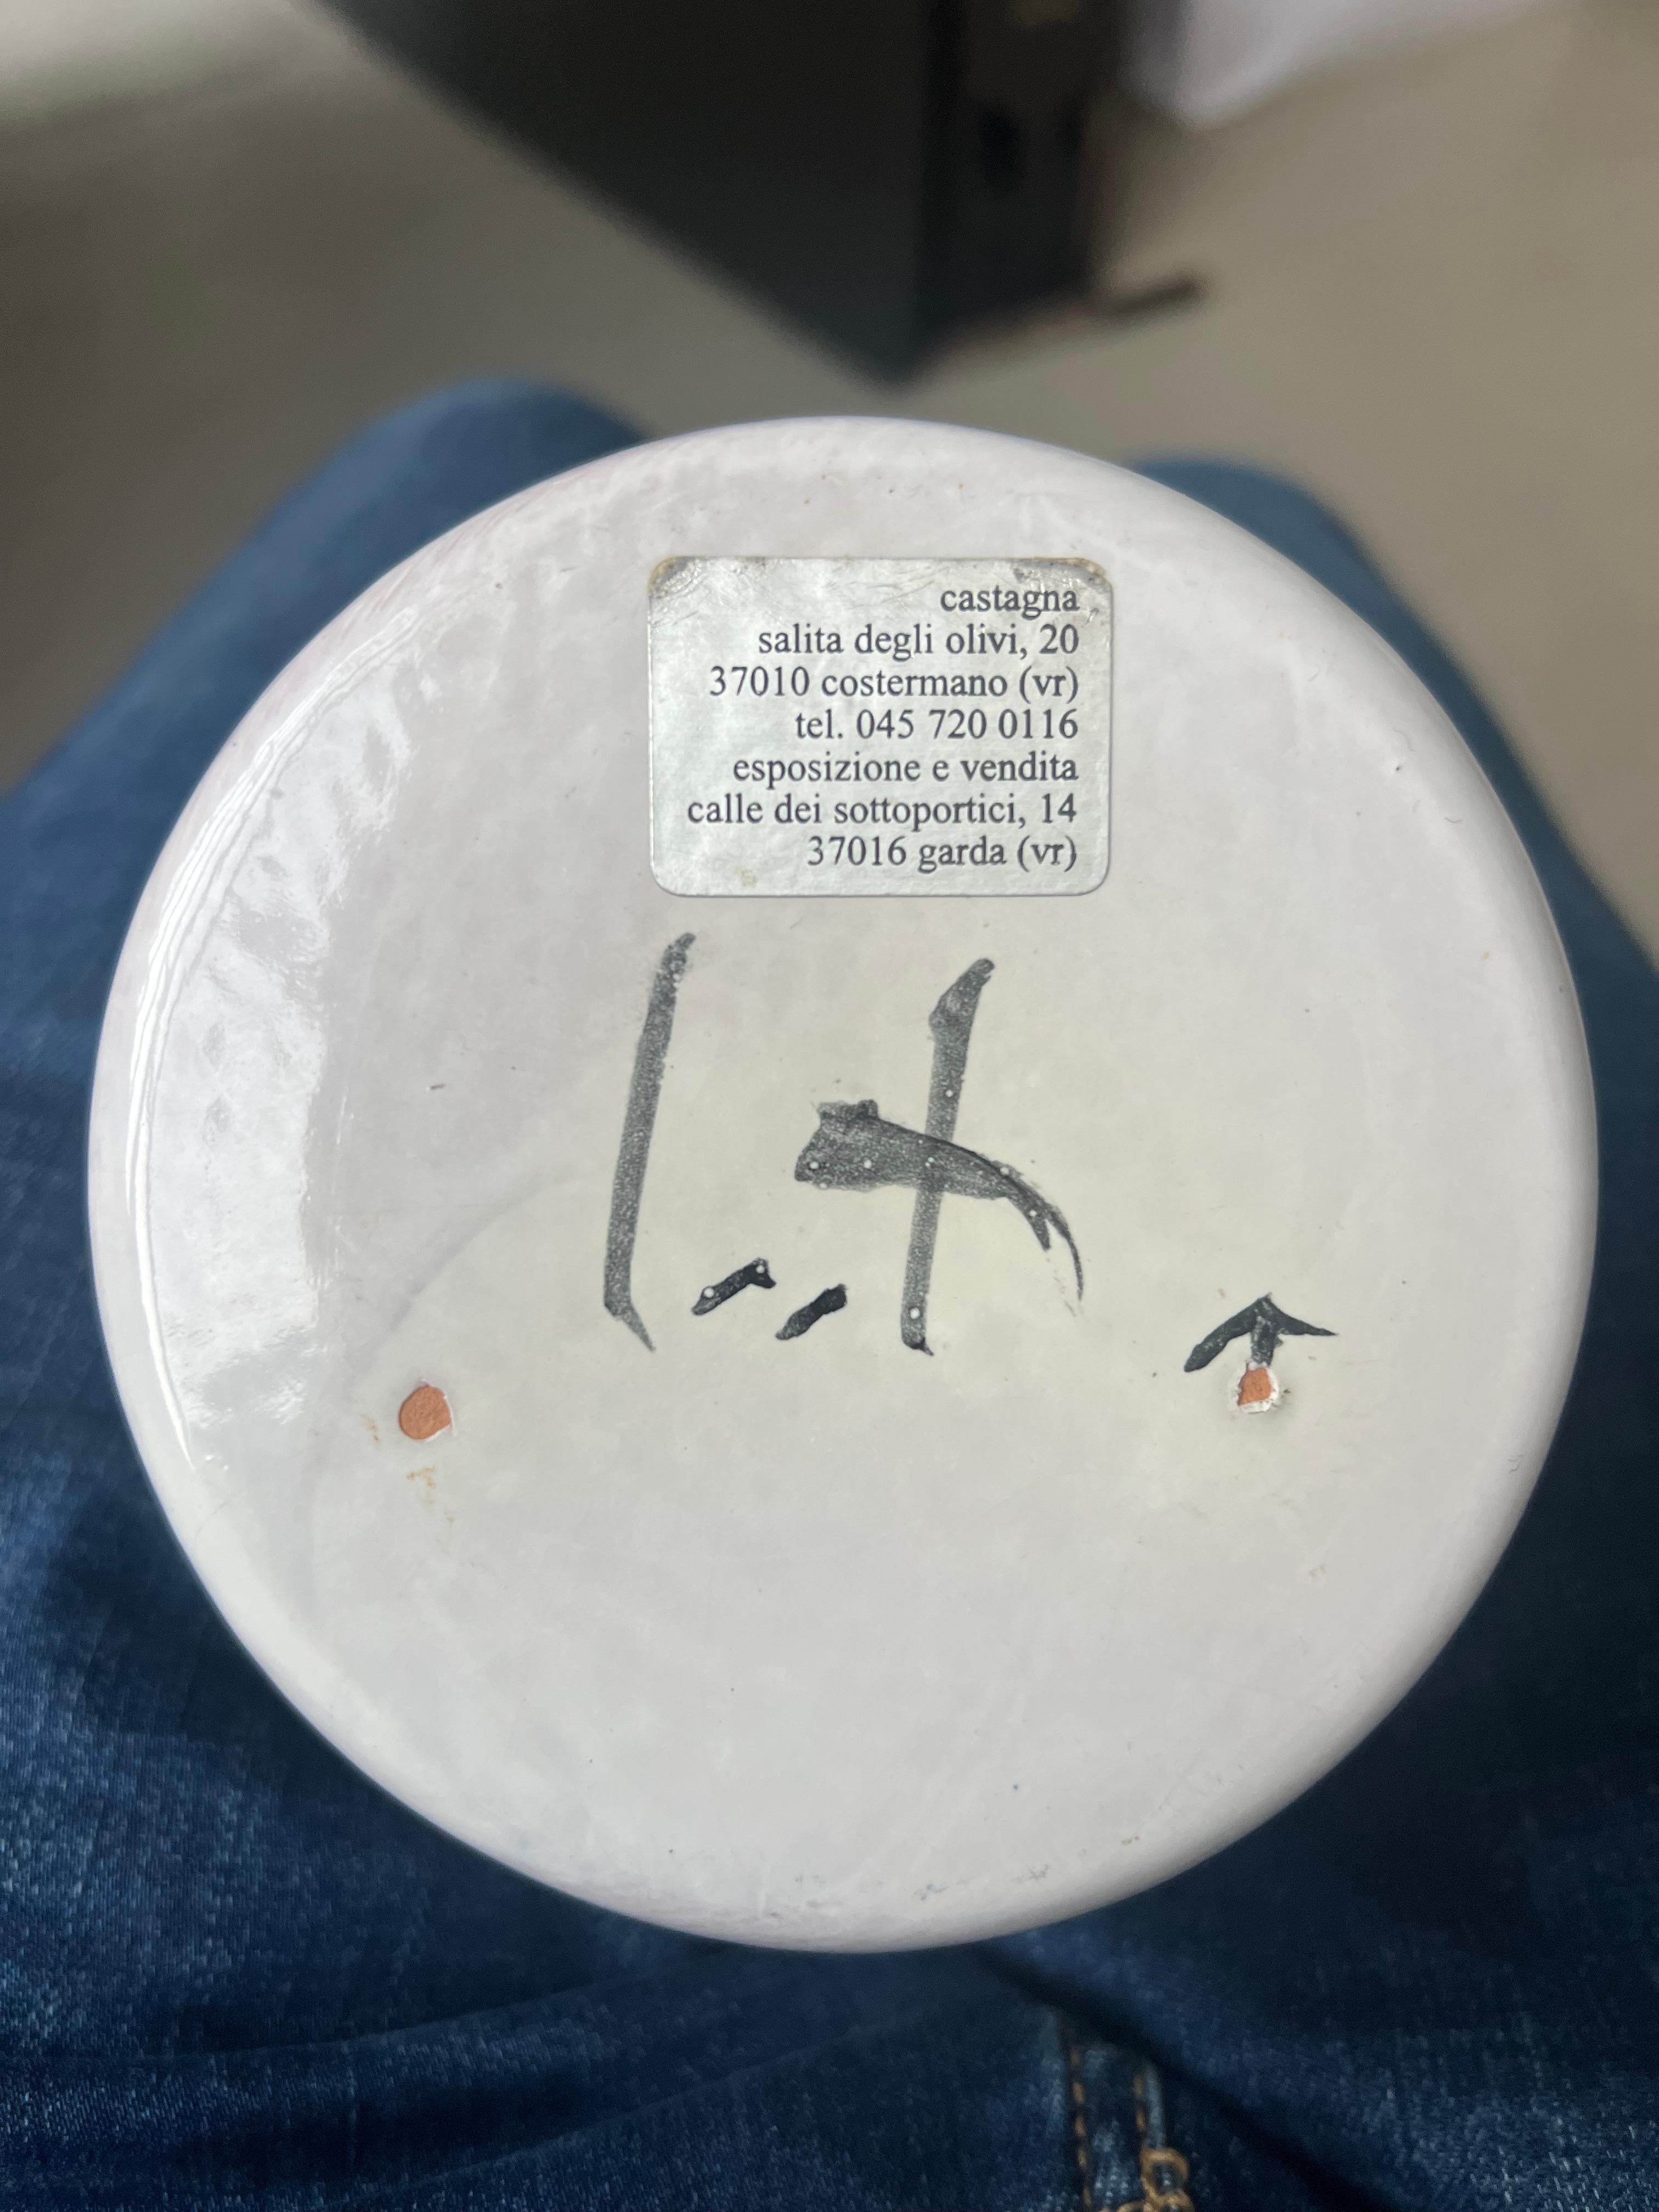 castagna
salita degli olivi, 20
37010 costermano (vr)
tel. 045 720 0116
esposizione e vendita
calle dei sottoportici, 14
37016 garda (vr)